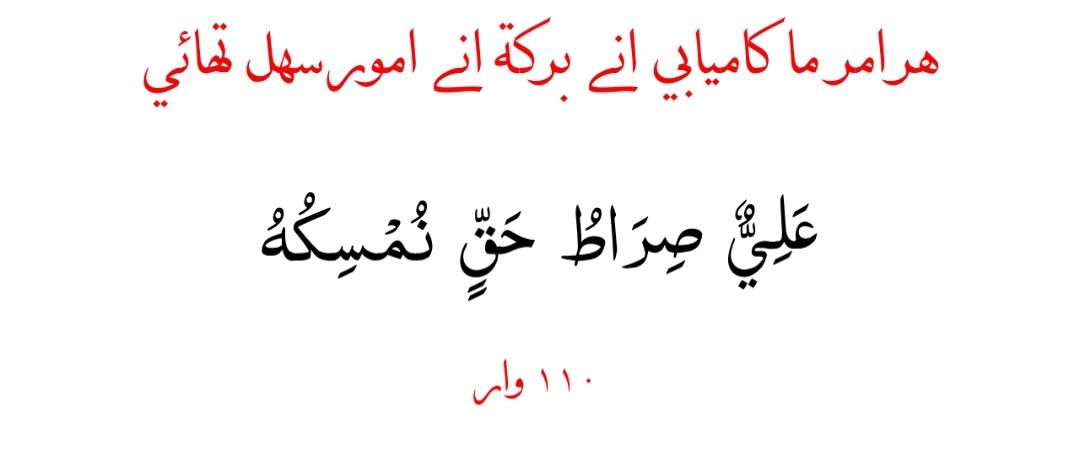 هر امر ما كاميابي انے بركة انے امور سهل تهائي
عَلِيٌّ صِرَاطُ حَقٍّ نُمْسِكُهُ
١١٠ وار